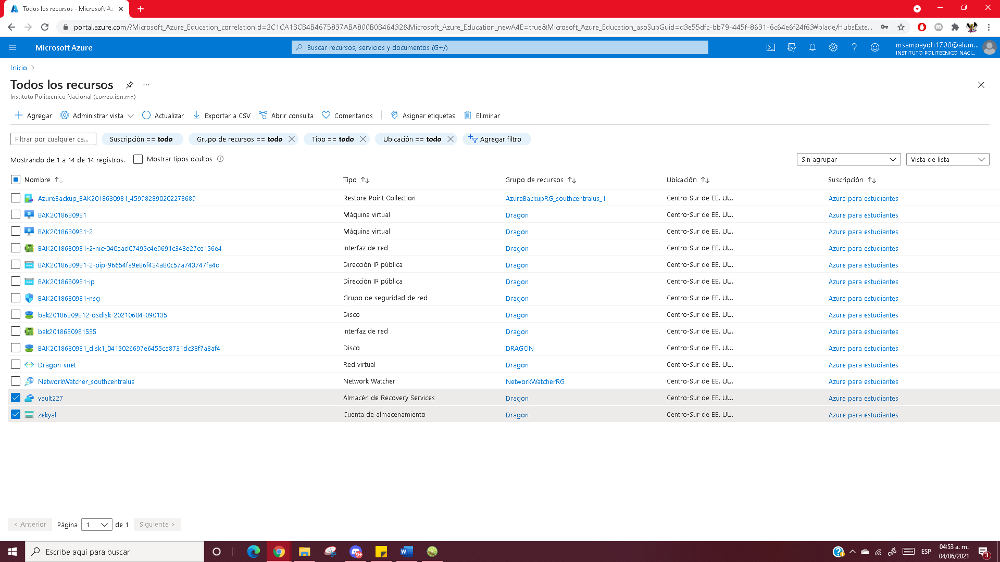 Todos los recursos - Microsoft Az
portal.azure.com/?Microsoft_Azure_Education_correlationId=2C1CA1BCB4B4675837ABA800B0B46432&Microsoft_Azure_Education_newA4E=true&Microsoft_Azure_Education_asoSubGuid=d3e55dfc-bb79-445f-8631-6c64e6f24f63#blade/HubsExte...
Microsoft Azure
Buscar recursos, servicios y documentos (G+/)
msampayoh1700@alum...
INSTITUTO POLITECNICO NACI...
Inicio
Todos los recursos
Instituto Politecnico Nacional (correo.ipn.mx)
Agregar Administrar vista Actualizar Exportar a CSV Abrir consulta Comentarios Asignar etiquetas Eliminar
Filtrar por cualquier ca... Suscripción == todo Grupo de recursos == todo Tipo == todo Ubicación == todo Agregar filtro
Mostrando de 1 a 14 de 14 registros. Mostrar tipos ocultos Sin agrupar Vista de lista
Nombre Tipo Grupo de recursos Ubicación Suscripción
AzureBackup_BAK2018630981_459982890202278689 Restore Point Collection AzureBackupRG_southcentralus_1 Centro-Sur de EE. UU. Azure para estudiantes
BAK2018630981 Máquina virtual Dragon Centro-Sur de EE. UU. Azure para estudiantes
BAK2018630981-2 Máquina virtual Dragon Centro-Sur de EE. UU. Azure para estudiantes
BAK2018630981-2-nic-040aad07495c4e9691c343e27ce156e4 Interfaz de red Dragon Centro-Sur de EE. UU. Azure para estudiantes
BAK2018630981-2-pip-96654fa9e86f434a80c57a743747fa4d Dirección IP pública Dragon Centro-Sur de EE. UU. Azure para estudiantes
BAK2018630981-ip Dirección IP pública Dragon Centro-Sur de EE. UU. Azure para estudiantes
BAK2018630981-nsg Grupo de seguridad de red Dragon Centro-Sur de EE. UU. Azure para estudiantes
bak20186309812-osdisk-20210604-090135 Disco Dragon Centro-Sur de EE. UU. Azure para estudiantes
bak2018630981535 Interfaz de red Dragon Centro-Sur de EE. UU. Azure para estudiantes
BAK2018630981_disk1_0415026697e6455ca8731dc38f7a8af4 Disco DRAGON Centro-Sur de EE. UU. Azure para estudiantes
Dragon-vnet Red virtual Dragon Centro-Sur de EE. UU. Azure para estudiantes
NetworkWatcher_southcentralus Network Watcher NetworkWatcherRG Centro-Sur de EE. UU. Azure para estudiantes
vault227 Almacén de Recovery Services Dragon Centro-Sur de EE. UU. Azure para estudiantes
zekyal Cuenta de almacenamiento Dragon Centro-Sur de EE. UU. Azure para estudiantes
< Anterior Página 1 de 1 Siguiente >
Escribe aquí para buscar
9+
ESP
04:53 a. m.
04/06/2021
3